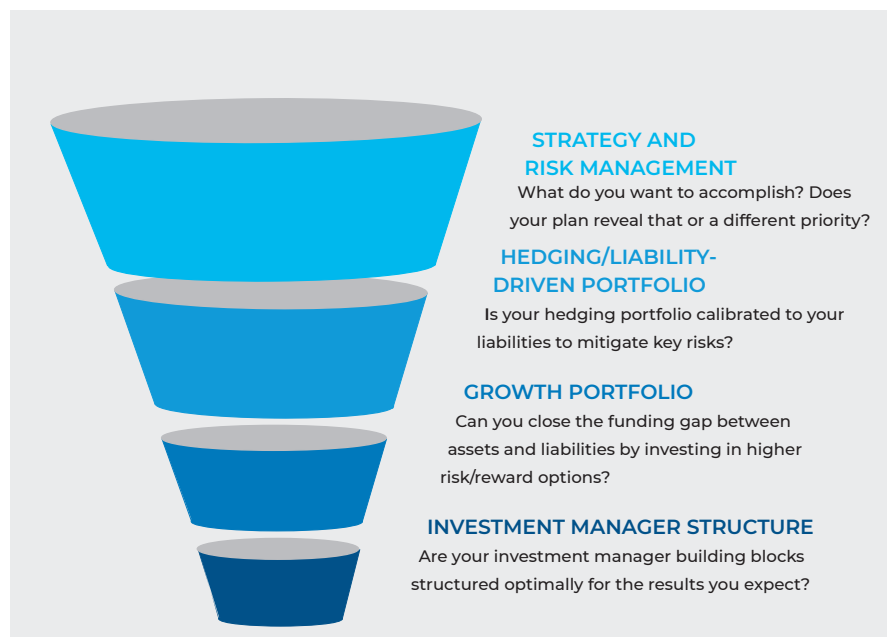 STRATEGY AND
RISK MANAGEMENT
What do you want to accomplish? Does
your plan reveal that or a different priority?
HEDGING/LIABILITY-
DRIVEN PORTFOLIO
Is your hedging portfolio calibrated to your
liabilities to mitigate key risks?
GROWTH PORTFOLIO
Can you close the funding gap between
assets and liabilities by investing in higher
risk/reward options?
INVESTMENT MANAGER STRUCTURE
Are your investment manager building blocks
structured optimally for the results you expect?